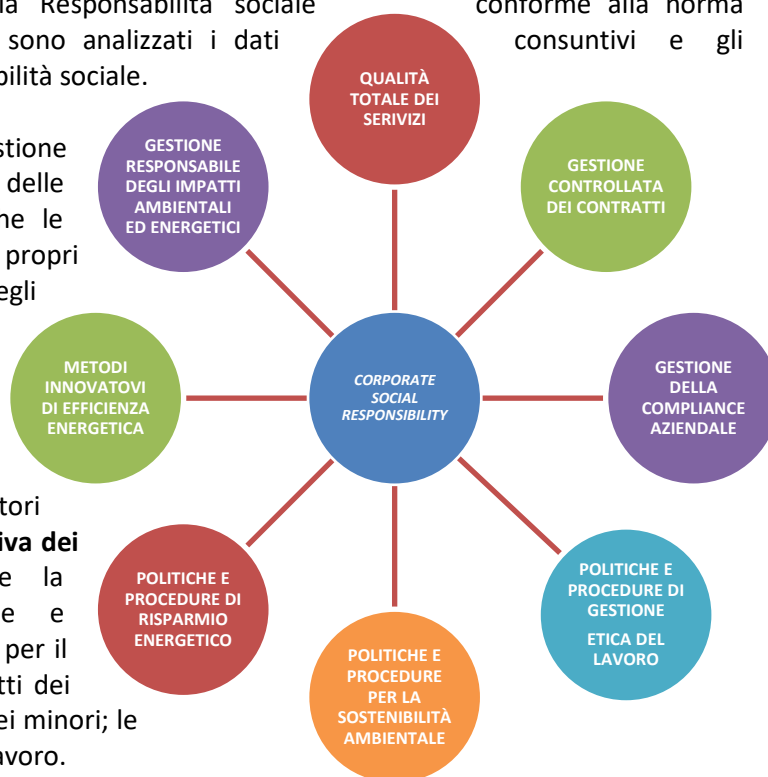 la Responsabilità sociale conforme alla norma
sono analizzati i dati consuntivi e gli
bilità sociale.
stione
delle
ne le
propri
egli
tori
iva dei
e la
e e
per il
tti dei
ei minori; le
avoro.
QUALITÀ
TOTALE DEI
SERIVIZI
GESTIONE
CONTROLLATA
DEI CONTRATTI
GESTIONE
DELLA
COMPLIANCE
AZIENDALE
POLITICHE E
PROCEDURE DI
GESTIONE
ETICA DEL
LAVORO
POLITICHE E
PROCEDURE
PER LA
SOSTENIBILITÀ
AMBIENTALE
POLITICHE E
PROCEDURE DI
RISPARMIO
ENERGETICO
METODI
INNOVATOVI
DI EFFICIENZA
ENERGETICA
GESTIONE
RESPONSABILE
DEGLI IMPATTI
AMBIENTALI
ED ENERGETICI
CORPORATE
SOCIAL
RESPONSIBILITY